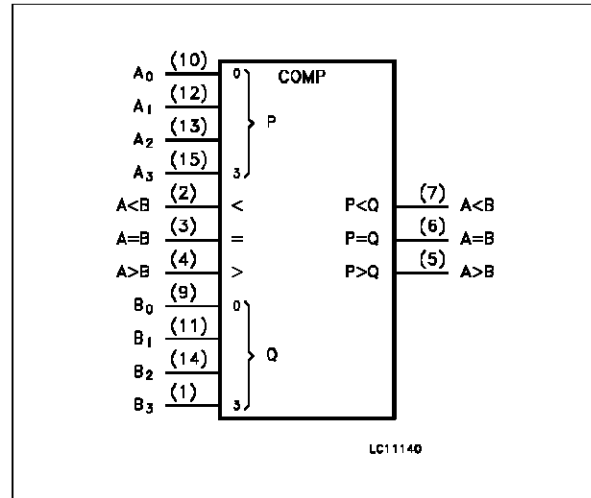 COMP
A0 (10) 0
A1 (12)
A2 (13) P
A3 (15) 3
A<B (2) < P<Q (7) A<B
A=B (3) = P=Q (6) A=B
A>B (4) > P>Q (5) A>B
B0 (9) 0
B1 (11)
B2 (14) Q
B3 (1) 3
LC11140